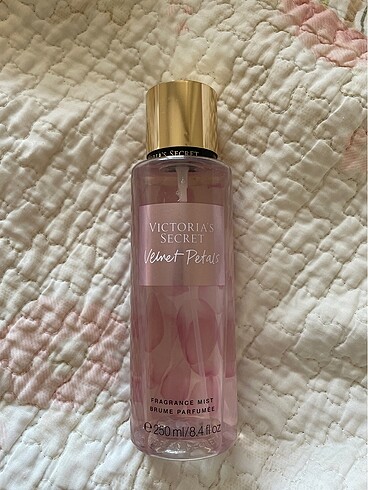 VICTORIA'S
SECRET
Velvet Petals
FRAGRANCE MIST
BRUME PARFUMÉE
℮ 250 ml/8.4 fl oz